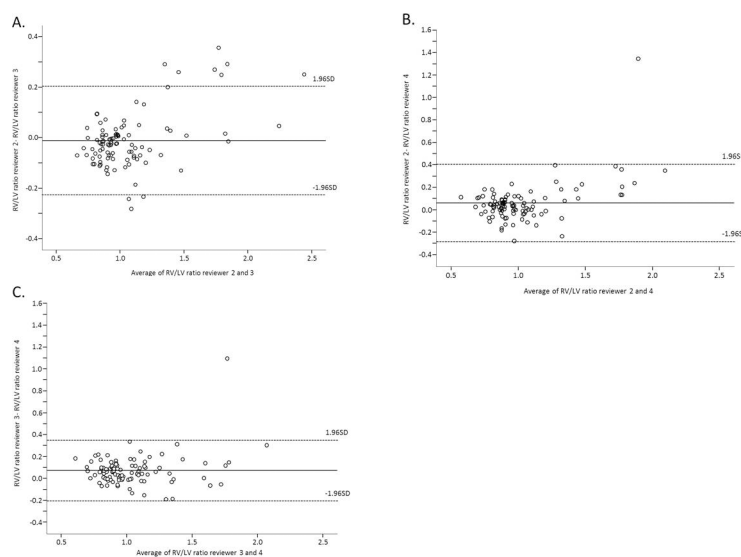 A.
RV/LV ratio reviewer 2- RV/LV ratio reviewer 3
0.4
0.2
0.0
-0.2
-0.4
1.96SD
-1.96SD
0.5 1.0 1.5 2.0 2.5
Average of RV/LV ratio reviewer 2 and 3
B.
RV/LV ratio reviewer 2- RV/LV ratio reviewer 4
1.6
1.4
1.2
1.0
0.8
0.6
0.4
0.2
0.0
-0.2
-0.4
1.96SD
-1.96SD
0.5 1.0 1.5 2.0 2.5
Average of RV/LV ratio reviewer 2 and 4
C.
RV/LV ratio reviewer 3- RV/LV ratio reviewer 4
1.6
1.4
1.2
1.0
0.8
0.6
0.4
0.2
0.0
-0.2
-0.4
1.96SD
-1.96SD
0.5 1.0 1.5 2.0 2.5
Average of RV/LV ratio reviewer 3 and 4